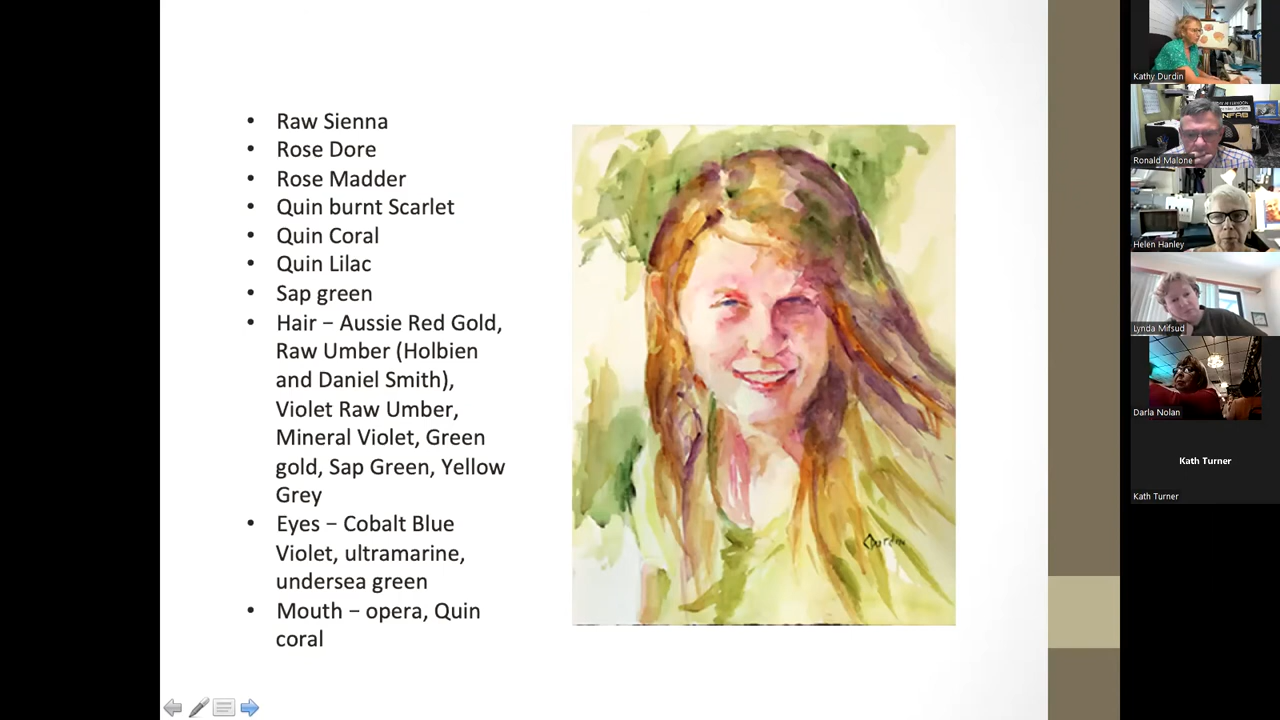 • Raw Sienna
• Rose Dore
• Rose Madder
• Quin burnt Scarlet
• Quin Coral
• Quin Lilac
• Sap green
• Hair – Aussie Red Gold,
Raw Umber (Holbien
and Daniel Smith),
Violet Raw Umber,
Mineral Violet, Green
gold, Sap Green, Yellow
Grey
• Eyes – Cobalt Blue
Violet, ultramarine,
undersea green
• Mouth – opera, Quin
coral
Kathy Durdin
Ronald Malone
Helen Hanley
Lynda Mifsud
Darla Nolan
Kath Turner
Kath Turner